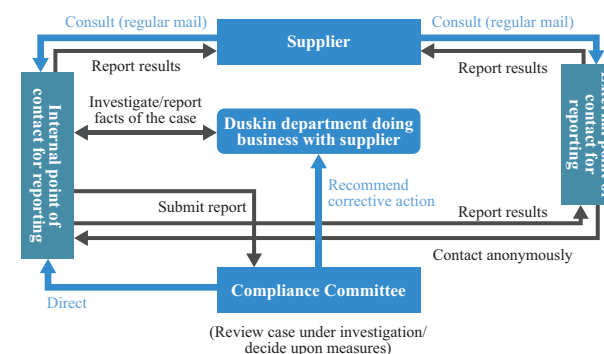 Consult (regular mail)
Consult (regular mail)
Supplier
Report results
Report results
Internal point of
contact for reporting
Investigate/report
facts of the case
Duskin department doing
business with supplier
contact for
reporting
Recommend
corrective action
Submit report
Report results
Contact anonymously
Direct
Compliance Committee
(Review case under investigation/
decide upon measures)